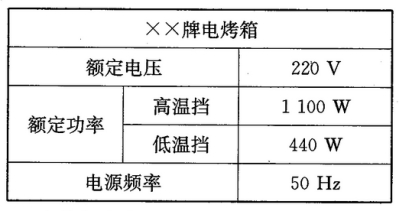 ××牌电烤箱
额定电压 220 V
额定功率 高温挡 1 100 W
低温挡 440 W
电源频率 50 Hz